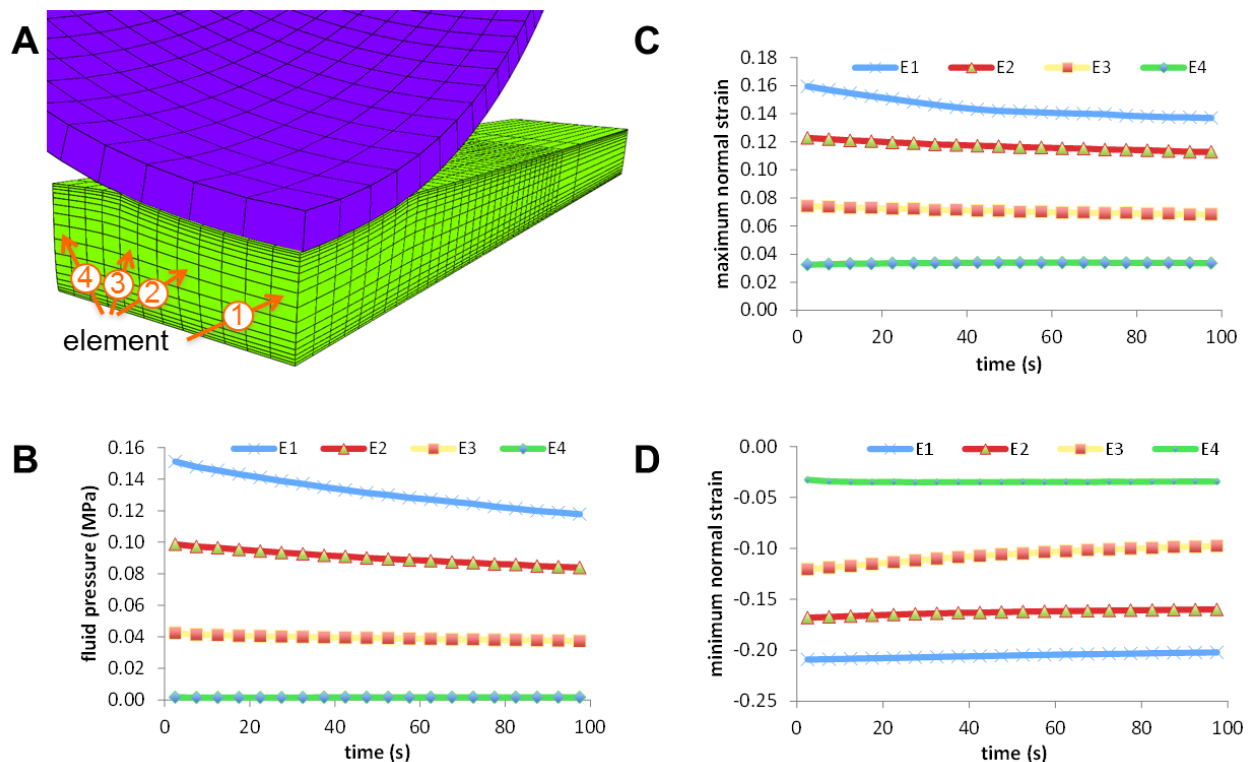 A
4
3
2
1
element
B
E1 E2 E3 E4
0.16
0.14
0.12
0.10
0.08
0.06
0.04
0.02
0.00
fluid pressure (MPa)
0 20 40 60 80 100
time (s)
C
E1 E2 E3 E4
0.18
0.16
0.14
0.12
0.10
0.08
0.06
0.04
0.02
0.00
maximum normal strain
0 20 40 60 80 100
time (s)
D
E1 E2 E3 E4
0.00
-0.05
-0.10
-0.15
-0.20
-0.25
minimum normal strain
0 20 40 60 80 100
time (s)